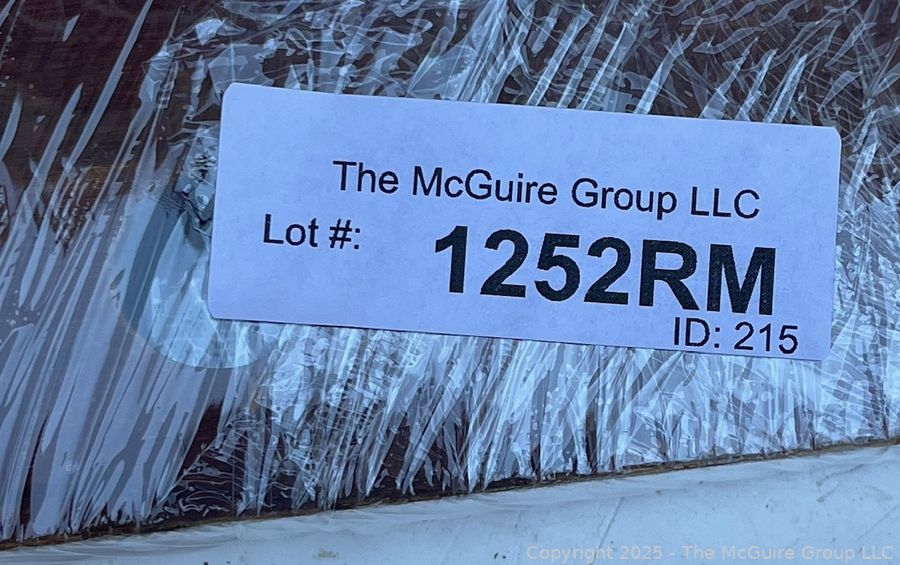 The McGuire Group LLC
Lot #:
1252RM
ID: 215
Copyright 2025 - The McGuire Group LLC